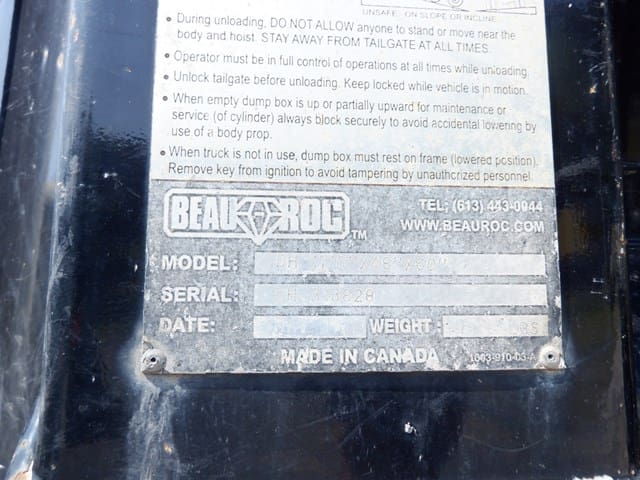 UNSAFE: ON SLOPE OR INCLINE
• During unloading, DO NOT ALLOW anyone to stand or move near the
body and hoist. STAY AWAY FROM TAILGATE AT ALL TIMES.
• Operator must be in full control of operations at all times while unloading.
• Unlock tailgate before unloading. Keep locked while vehicle is in motion.
• When empty dump box is up or partially upward for maintenance or
service (of cylinder) always block securely to avoid accidental lowering by
use of a body prop.
• When truck is not in use, dump box must rest on frame (lowered position).
Remove key from ignition to avoid tampering by unauthorized personnel.
BEAU ROC TM
TEL; (613) 443-0944
WWW.BEAUROC.COM
MODEL:
SERIAL:
DATE: WEIGHT:
MADE IN CANADA 1003-910-03-A